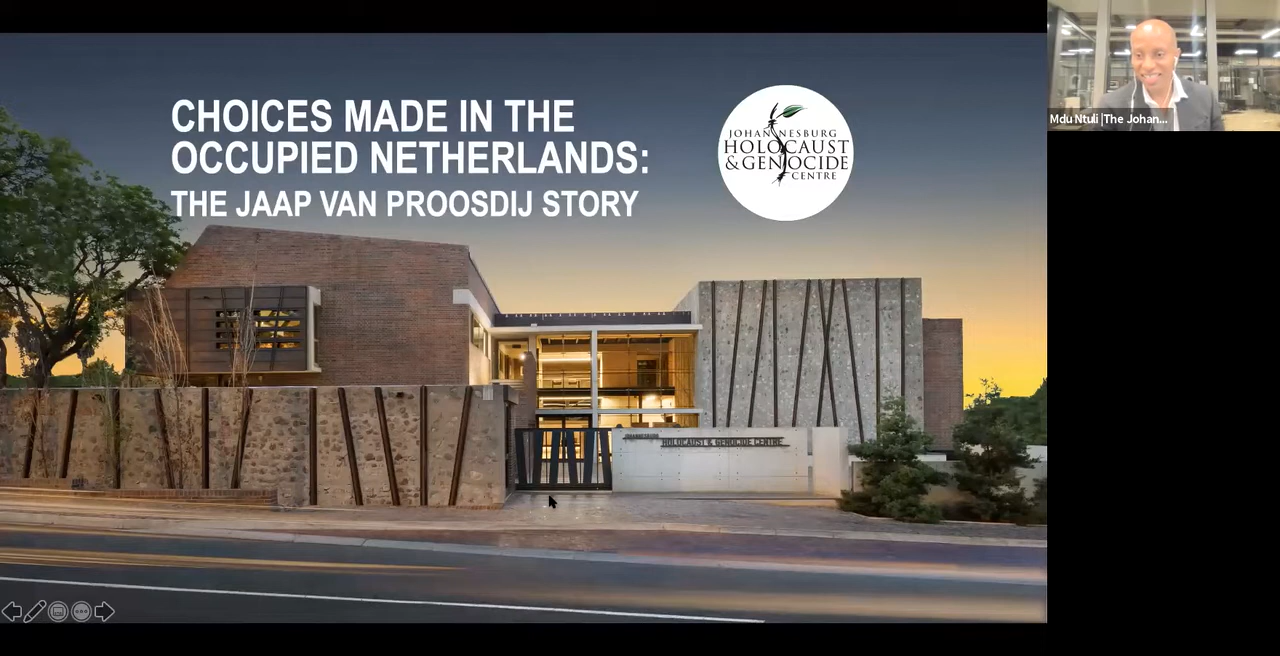 CHOICES MADE IN THE
OCCUPIED NETHERLANDS:
THE JAAP VAN PROOSDIJ STORY
JOHANNESBURG
HOLOCAUST
& GENOCIDE
CENTRE
HOLOCAUST & GENOCIDE CENTRE
Mdu Ntuli |The Johan...